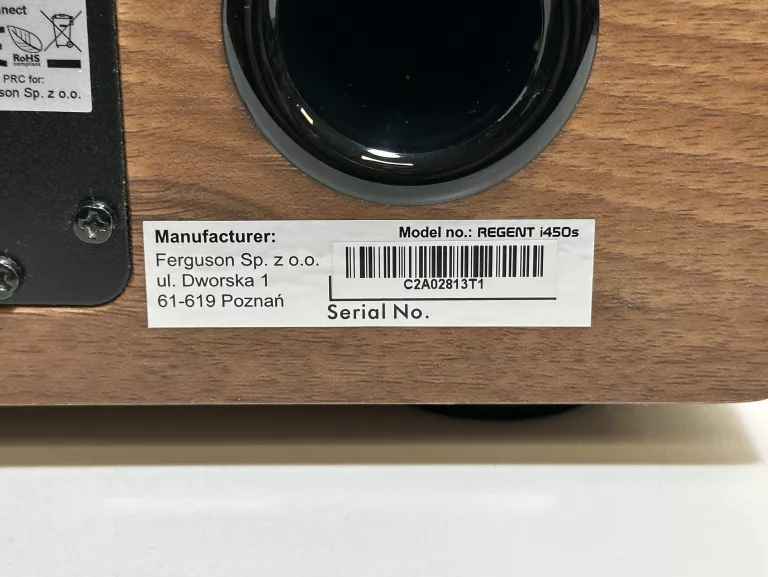 RoHS
compliant
PRC for:
Sp. z o.o.
Manufacturer:
Ferguson Sp. z o.o.
ul. Dworska 1
61-619 Poznań
Model no.: REGENT i450s
C2A02813T1
Serial No.